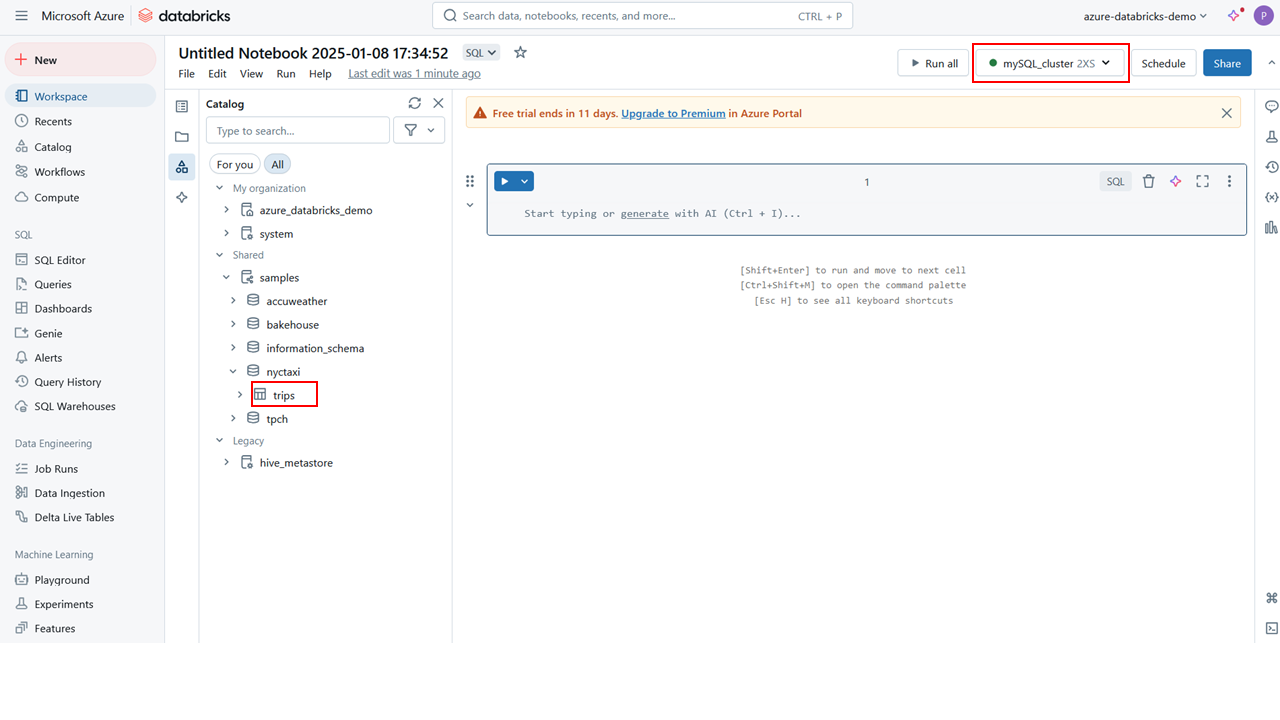 Microsoft Azure databricks Search data, notebooks, recents, and more... CTRL + P azure-databricks-demo P
New
Workspace
Recents
Catalog
Workflows
Compute
SQL
SQL Editor
Queries
Dashboards
Genie
Alerts
Query History
SQL Warehouses
Data Engineering
Job Runs
Data Ingestion
Delta Live Tables
Machine Learning
Playground
Experiments
Features
Untitled Notebook 2025-01-08 17:34:52 SQL
File Edit View Run Help Last edit was 1 minute ago
Run all mySQL_cluster 2XS Schedule Share
Catalog
Type to search...
For you All
My organization
azure_databricks_demo
system
Shared
samples
accuweather
bakehouse
information_schema
nyctaxi
trips
tpch
Legacy
hive_metastore
Free trial ends in 11 days. Upgrade to Premium in Azure Portal
1 SQL
Start typing or generate with AI (Ctrl + I)...
[Shift+Enter] to run and move to next cell
[Ctrl+Shift+M] to open the command palette
[Esc H] to see all keyboard shortcuts